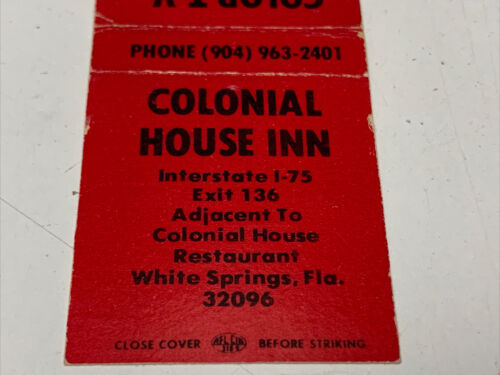 COLOR T.V
PHONE (904) 963-2401
COLONIAL
HOUSE INN
Interstate I-75
Exit 136
Adjacent To
Colonial House
Restaurant
White Springs, Fla.
32096
CLOSE COVER BEFORE STRIKING